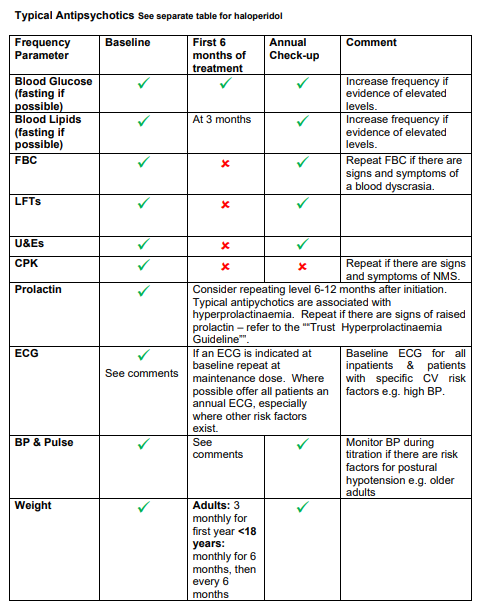 Typical Antipsychotics See separate table for haloperidol
Frequency
Parameter
Baseline
First 6
months of
treatment
Annual
Check-up
Comment
Blood Glucose
(fasting if
possible)
Increase frequency if
evidence of elevated
levels.
Blood Lipids
(fasting if
possible)
At 3 months
Increase frequency if
evidence of elevated
levels.
FBC
Repeat FBC if there are
signs and symptoms of
a blood dyscrasia.
LFTs
U&Es
CPK
Repeat if there are signs
and symptoms of NMS.
Prolactin
Consider repeating level 6-12 months after initiation.
Typical antipychotics are associated with
hyperprolactinaemia. Repeat if there are signs of raised
prolactin – refer to the ““Trust Hyperprolactinaemia
Guideline””.
ECG
See comments
If an ECG is indicated at
baseline repeat at
maintenance dose. Where
possible offer all patients an
annual ECG, especially
where other risk factors
exist.
Baseline ECG for all
inpatients & patients
with specific CV risk
factors e.g. high BP.
BP & Pulse
See
comments
Monitor BP during
titration if there are risk
factors for postural
hypotension e.g. older
adults
Weight
Adults: 3
monthly for
first year <18
years:
monthly for 6
months, then
every 6
months